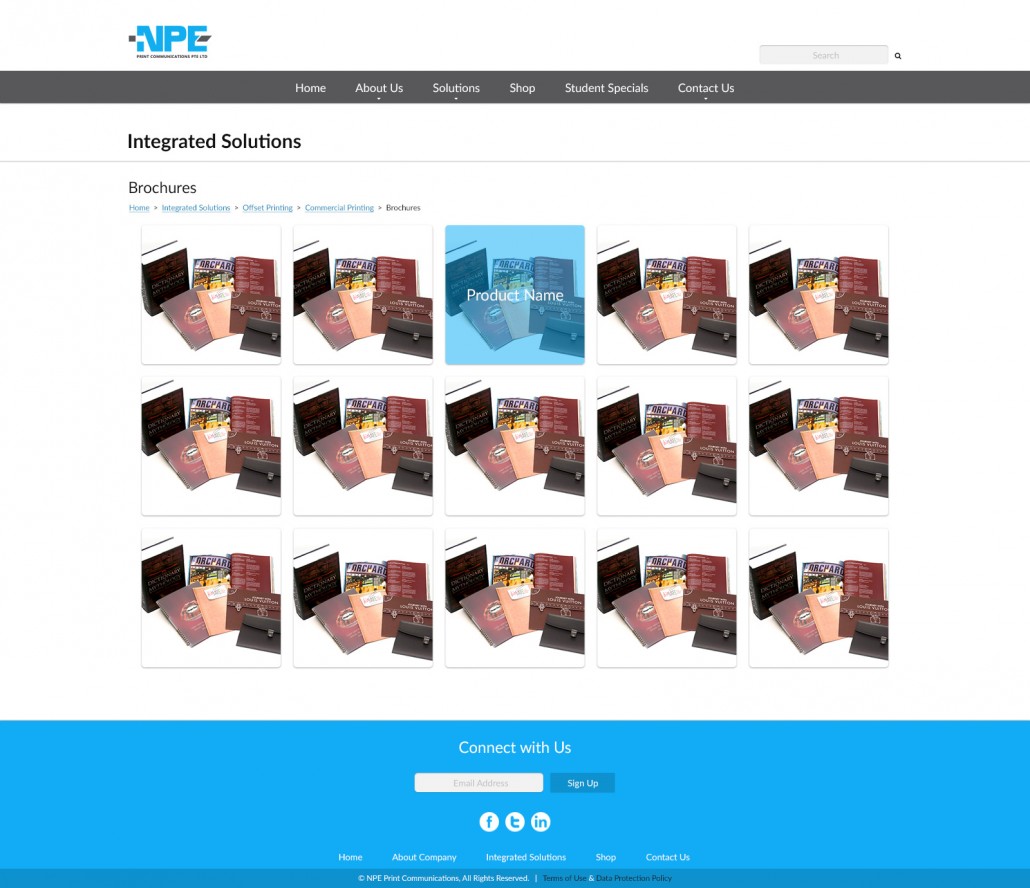 NPE
PRINT COMMUNICATIONS PTE LTD
Search
Home About Us Solutions Shop Student Specials Contact Us
Integrated Solutions
Brochures
Home > Integrated Solutions > Offset Printing > Commercial Printing > Brochures
Product Name
Connect with Us
Email Address Sign Up
Home About Company Integrated Solutions Shop Contact Us
© NPE Print Communications, All Rights Reserved. | Terms of Use & Data Protection Policy